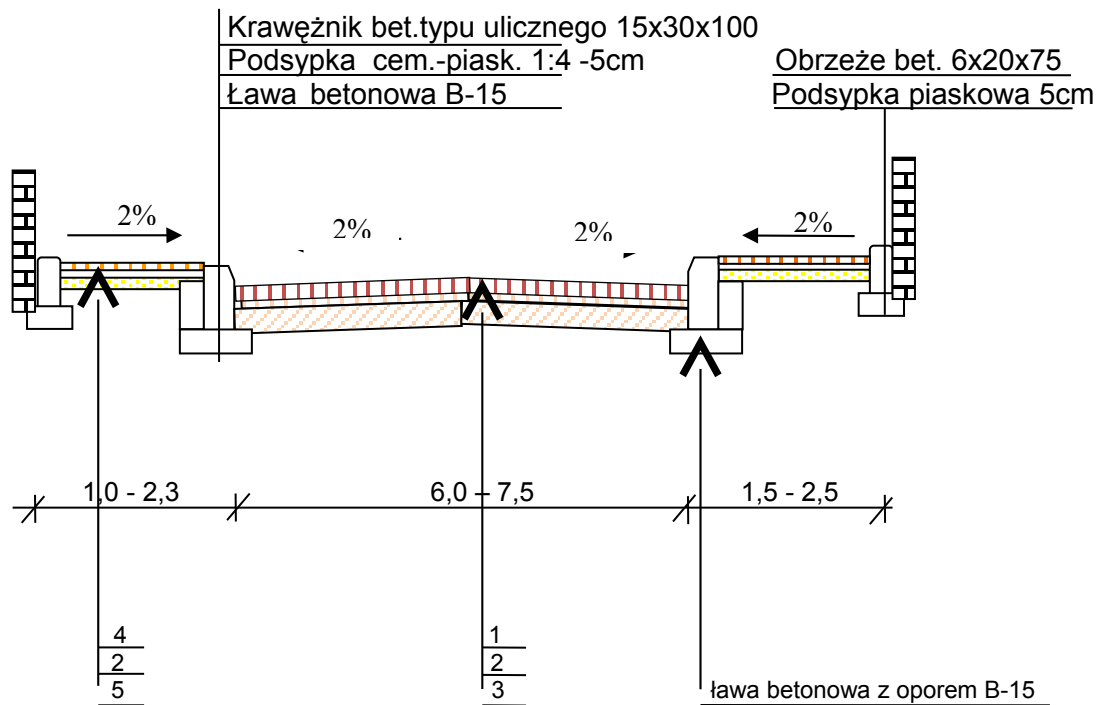 Krawężnik bet.typu ulicznego 15x30x100
Podsypka cem.-piask. 1:4 -5cm
Ława betonowa B-15
Obrzeże bet. 6x20x75
Podsypka piaskowa 5cm
2%
2%
2%
2%
1,0 - 2,3
6,0 - 7,5
1,5 - 2,5
4
2
5
1
2
3
ława betonowa z oporem B-15